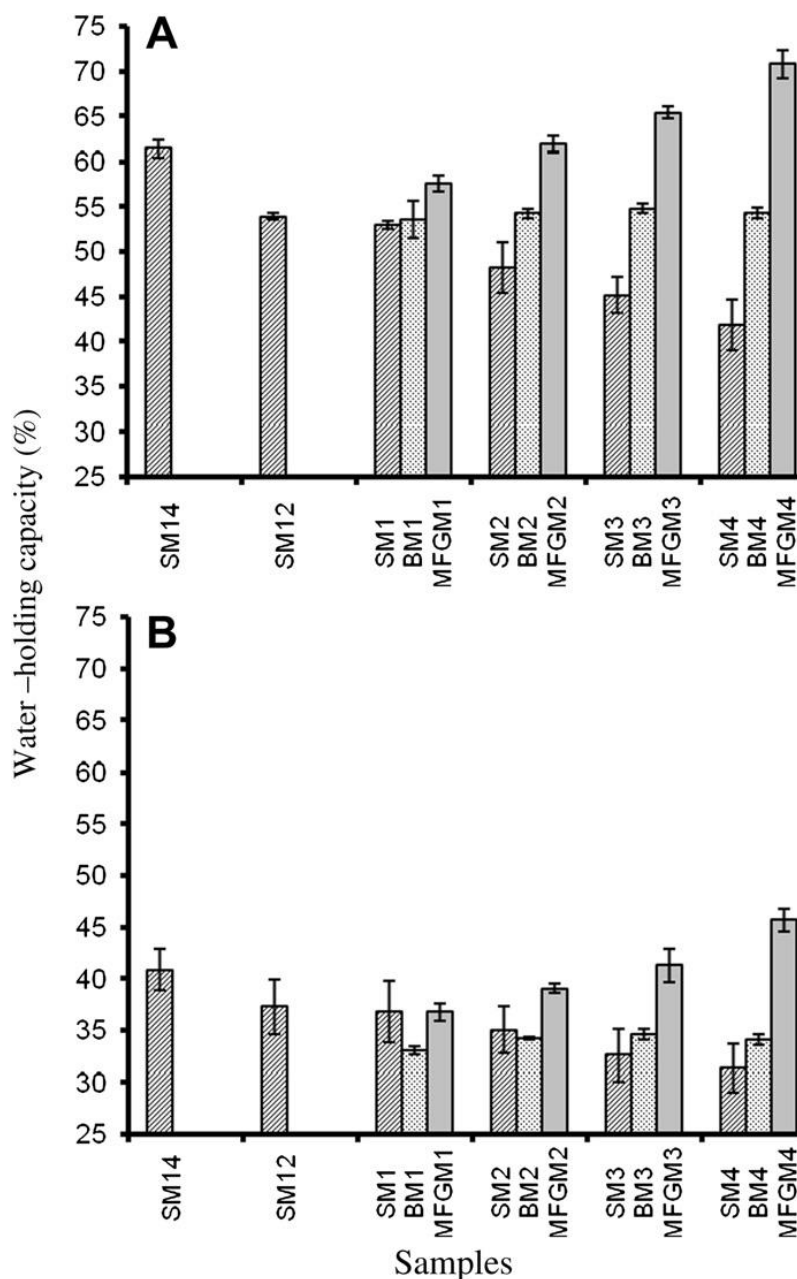 A
75
70
65
60
55
50
45
40
35
30
25
SM14
SM12
SM1
BM1
MFGM1
SM2
BM2
MFGM2
SM3
BM3
MFGM3
SM4
BM4
MFGM4
Water –holding capacity (%)
B
75
70
65
60
55
50
45
40
35
30
25
SM14
SM12
SM1
BM1
MFGM1
SM2
BM2
MFGM2
SM3
BM3
MFGM3
SM4
BM4
MFGM4
Samples